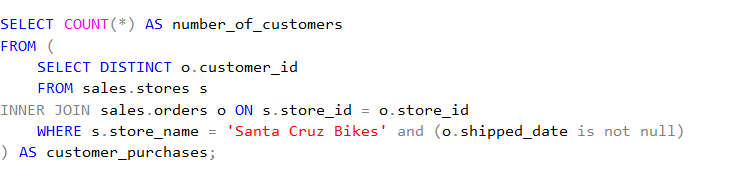 SELECT COUNT(*) AS number_of_customers
FROM (
    SELECT DISTINCT o.customer_id
    FROM sales.stores s
INNER JOIN sales.orders o ON s.store_id = o.store_id
    WHERE s.store_name = 'Santa Cruz Bikes' and (o.shipped_date is not null)
) AS customer_purchases;